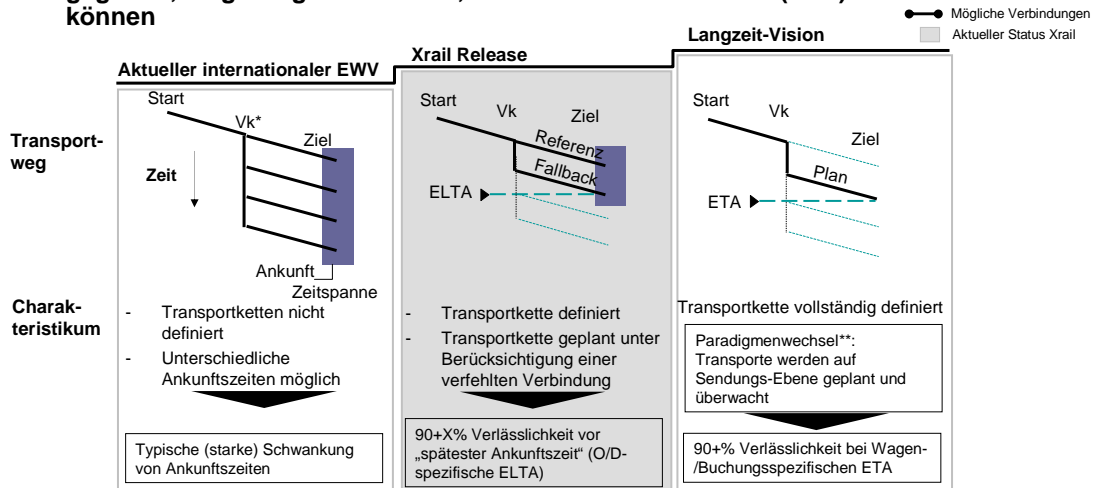 können
Mögliche Verbindungen
Aktueller Status Xrail
Aktueller internationaler EWV
Xrail Release
Langzeit-Vision
Transport-
weg
Start
Vk*
Ziel
Zeit
Ankunft
Zeitspanne
Start
Vk
Ziel
Referenz
Fallback
ELTA
Start
Vk
Ziel
Plan
ETA
Charak-
teristikum
- Transportketten nicht
definiert
- Unterschiedliche
Ankunftszeiten möglich
Typische (starke) Schwankung
von Ankunftszeiten
- Transportkette definiert
- Transportkette geplant unter
Berücksichtigung einer
verfehlten Verbindung
90+X% Verlässlichkeit vor
„spätester Ankunftszeit“ (O/D-
spezifische ELTA)
Transportkette vollständig definiert
Paradigmenwechsel**:
Transporte werden auf
Sendungs-Ebene geplant und
überwacht
90+% Verlässlichkeit bei Wagen-
/Buchungsspezifischen ETA